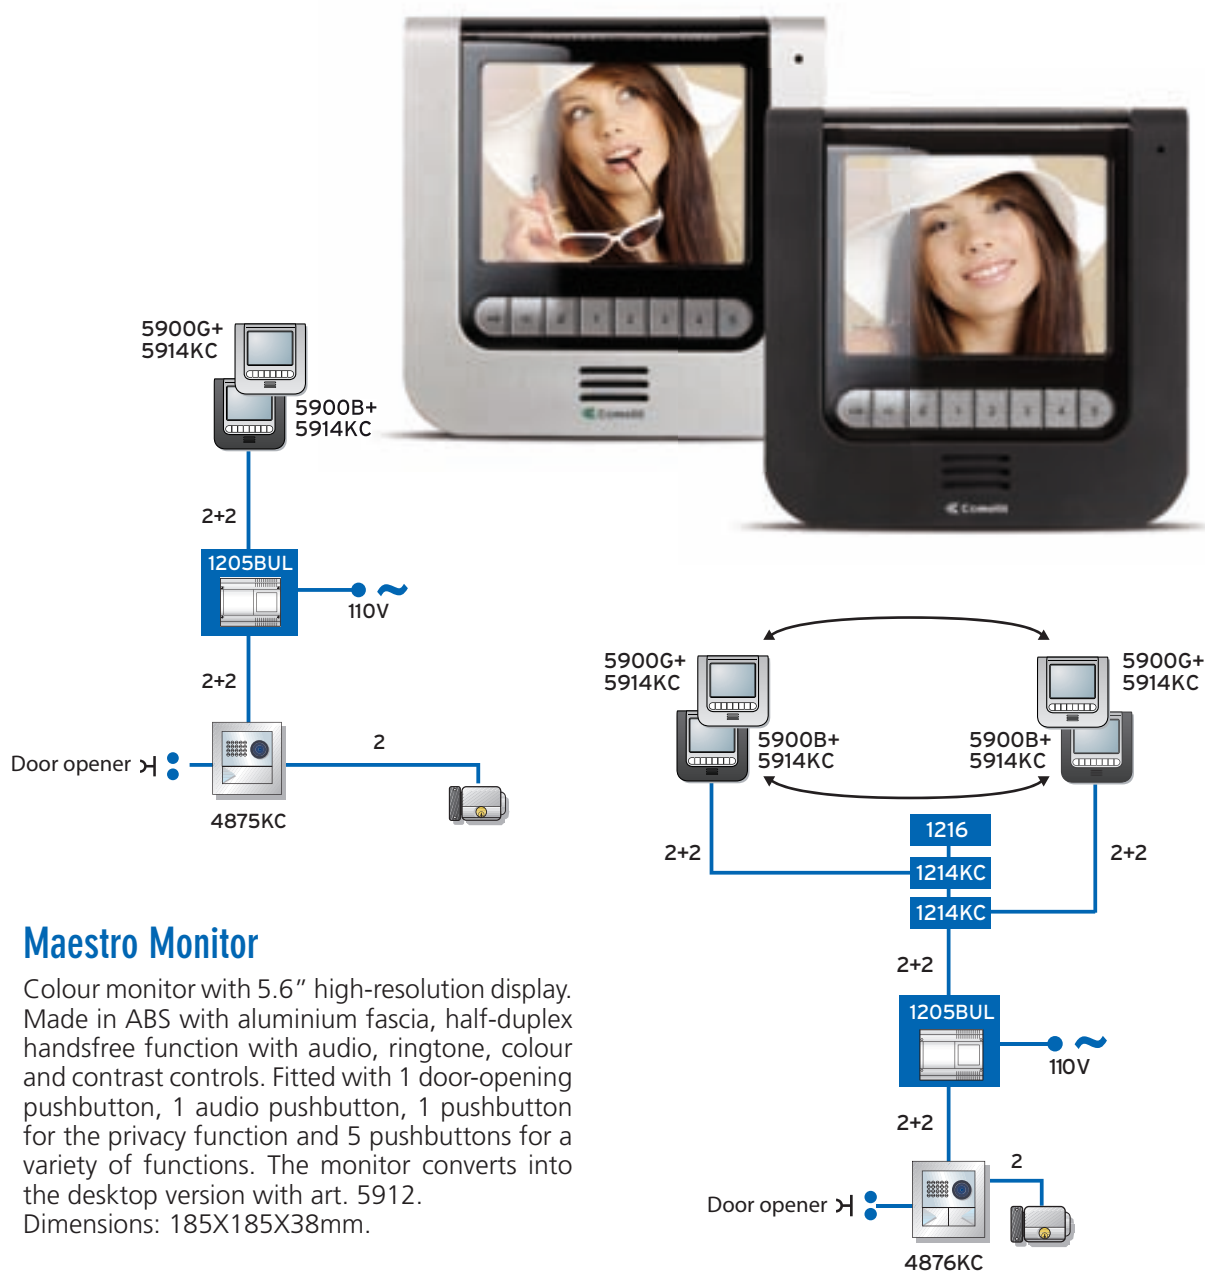 5900G+
5914KC
5900B+
5914KC
2+2
1205BUL
110V
2+2
Door opener
2
4875KC
Comelit
Comelit
5900G+
5914KC
5900G+
5914KC
5900B+
5914KC
5900B+
5914KC
1216
2+2
2+2
1214KC
1214KC
2+2
1205BUL
110V
2+2
2
Door opener
4876KC
Maestro Monitor
Colour monitor with 5.6” high-resolution display.
Made in ABS with aluminium fascia, half-duplex
handsfree function with audio, ringtone, colour
and contrast controls. Fitted with 1 door-opening
pushbutton, 1 audio pushbutton, 1 pushbutton
for the privacy function and 5 pushbuttons for a
variety of functions. The monitor converts into
the desktop version with art. 5912.
Dimensions: 185X185X38mm.